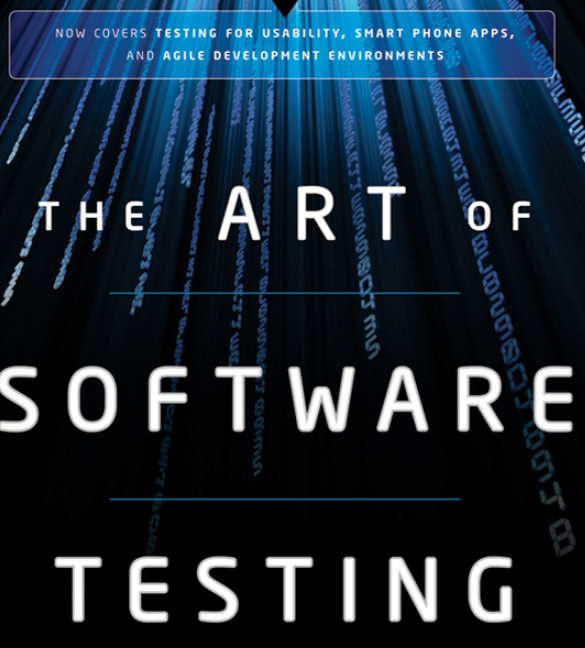 NOW COVERS TESTING FOR USABILITY, SMART PHONE APPS,
AND AGILE DEVELOPMENT ENVIRONMENTS
THE ART OF
SOFTWARE
TESTING